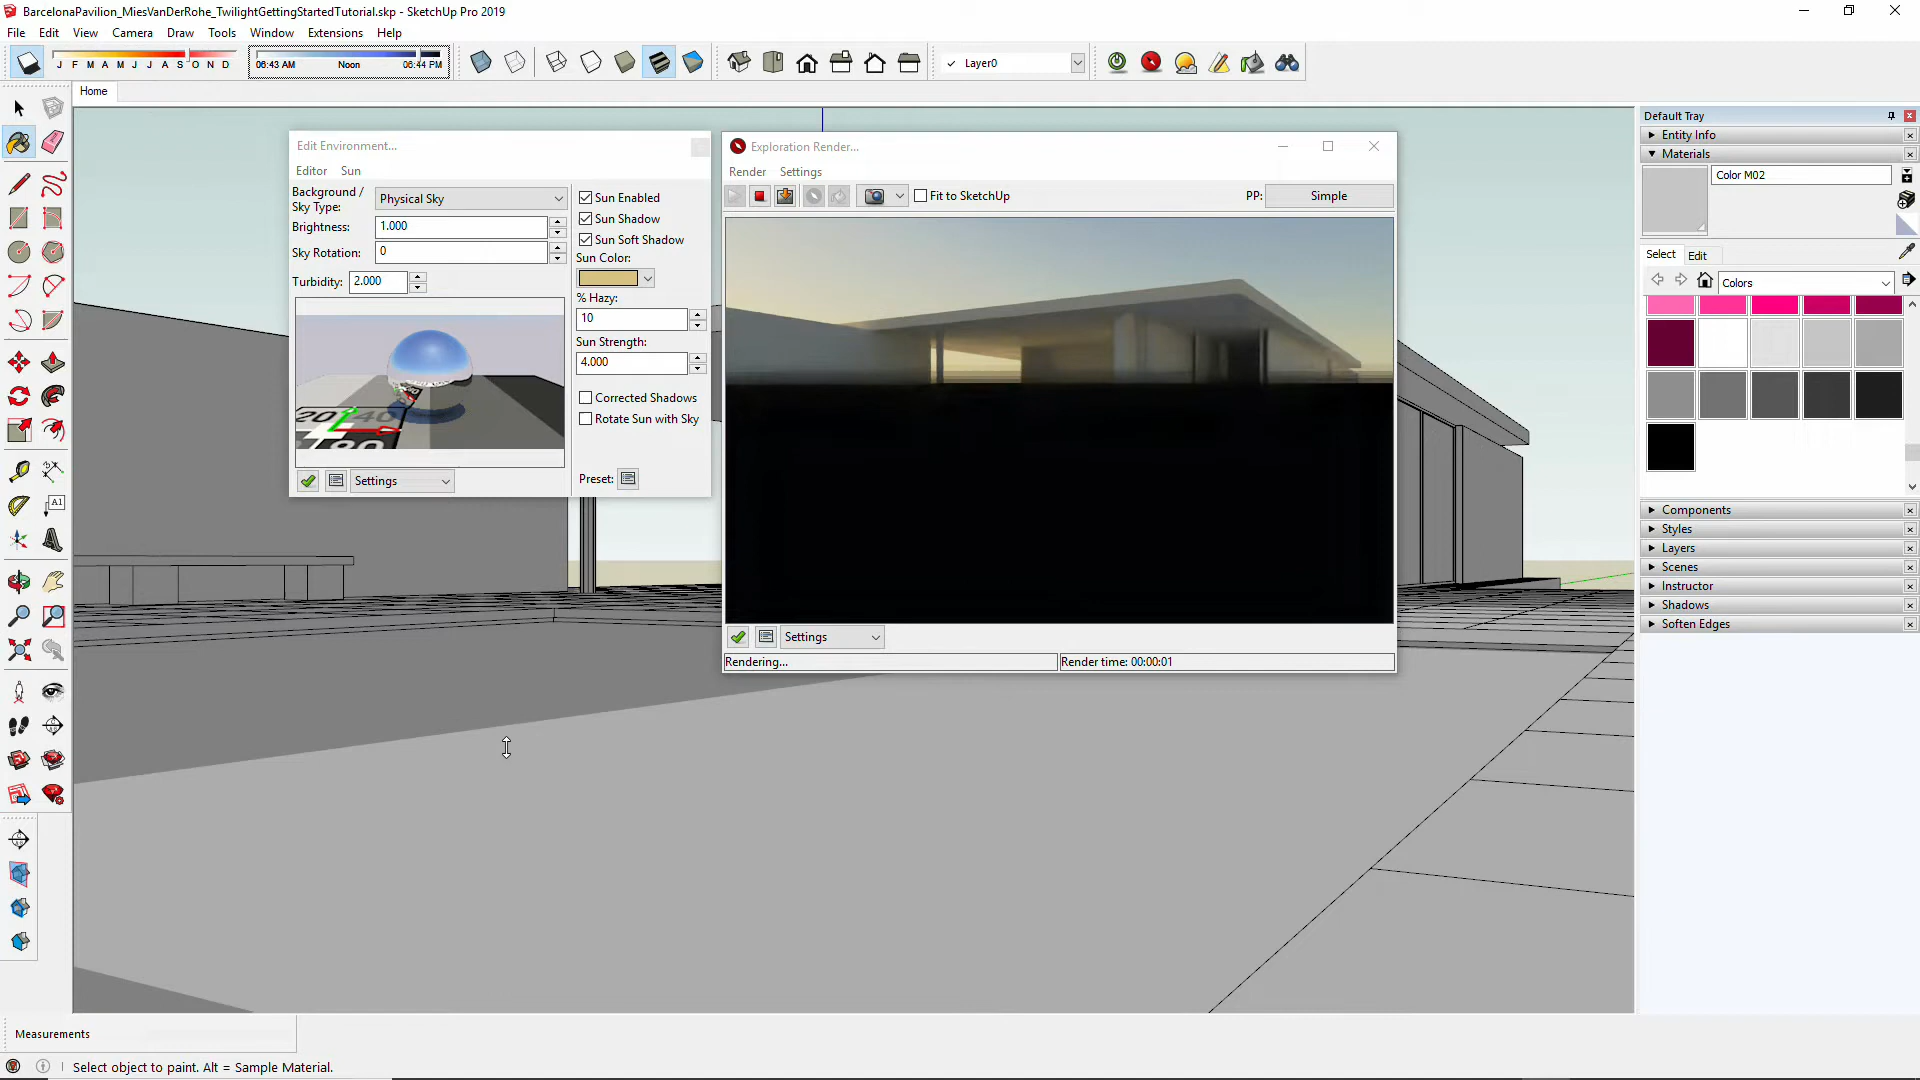 BarcelonaPavilion_MiesVanDerRohe_TwilightGettingStartedTutorial.skp - SketchUp Pro 2019
File Edit View Camera Draw Tools Window Extensions Help
J F M A M J J A S O N D
06:43 AM Noon 06:44 PM
Layer0
Home
Edit Environment...
Editor Sun
Background /
Sky Type:
Physical Sky
Brightness: 1.000
Sky Rotation: 0
Turbidity: 2.000
Settings
Sun Enabled
Sun Shadow
Sun Soft Shadow
Sun Color:
% Hazy:
10
Sun Strength:
4.000
Corrected Shadows
Rotate Sun with Sky
Preset:
Exploration Render...
Render Settings
Fit to SketchUp
PP: Simple
Settings
Rendering...
Render time: 00:00:01
Default Tray
Entity Info
Materials
Color M02
Select Edit
Colors
Components
Styles
Layers
Scenes
Instructor
Shadows
Soften Edges
A1
Measurements
Select object to paint. Alt = Sample Material.